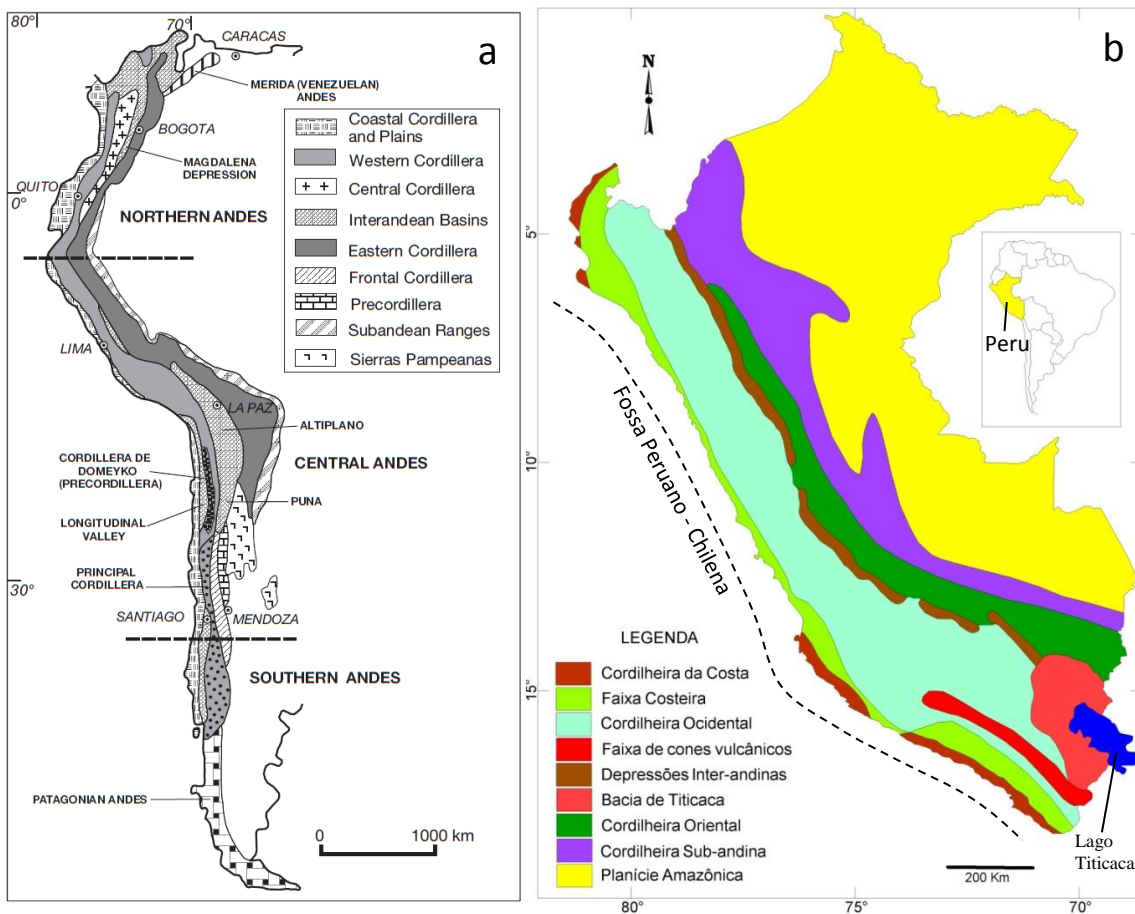 80°
70°
CARACAS
a
MERIDA (VENEZUELAN)
ANDES
BOGOTA
MAGDALENA
DEPRESSION
QUITO
0°
NORTHERN ANDES
Coastal Cordillera
and Plains
Western Cordillera
Central Cordillera
Interandean Basins
Eastern Cordillera
Frontal Cordillera
Precordillera
Subandean Ranges
Sierras Pampeanas
LIMA
LA PAZ
ALTIPLANO
CORDILLERA DE
DOMEYKO
(PRECORDILLERA)
CENTRAL ANDES
PUNA
LONGITUDINAL
VALLEY
PRINCIPAL
CORDILLERA
30°
SANTIAGO
MENDOZA
SOUTHERN ANDES
PATAGONIAN ANDES
0
1000 km
b
N
5°
Peru
Fossa Peruano - Chilena
10°
15°
LEGENDA
Cordilheira da Costa
Faixa Costeira
Cordilheira Ocidental
Faixa de cones vulcânicos
Depressões Inter-andinas
Bacia de Titicaca
Cordilheira Oriental
Cordilheira Sub-andina
Planície Amazônica
Lago
Titicaca
200 Km
80°
75°
70°